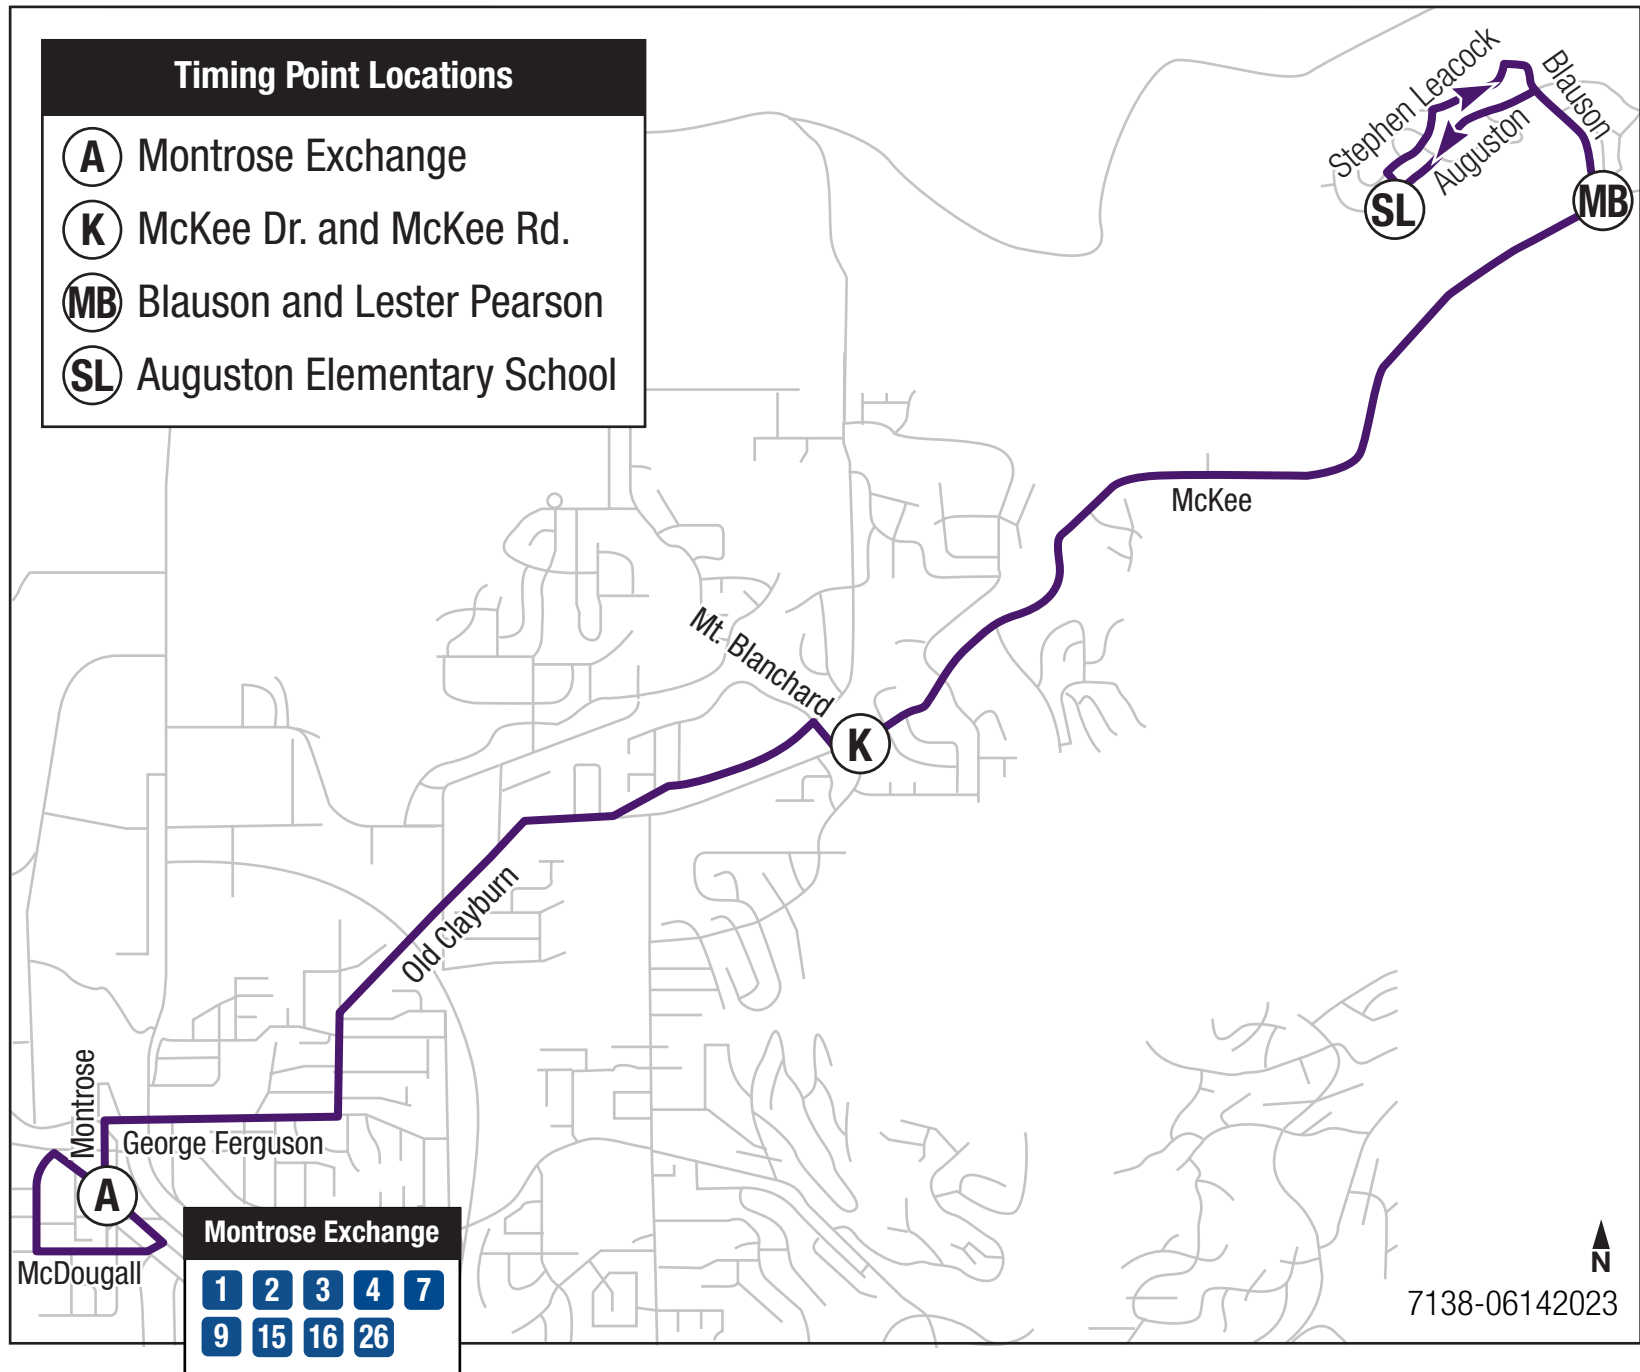 Timing Point Locations
A Montrose Exchange
K McKee Dr. and McKee Rd.
MB Blauson and Lester Pearson
SL Auguston Elementary School
Stephen Leacock
Blauson
Auguston
SL
MB
McKee
Mt. Blanchard
K
Old Clayburn
Montrose
George Ferguson
A
McDougall
Montrose Exchange
1 2 3 4 7
9 15 16 26
N
7138-06142023